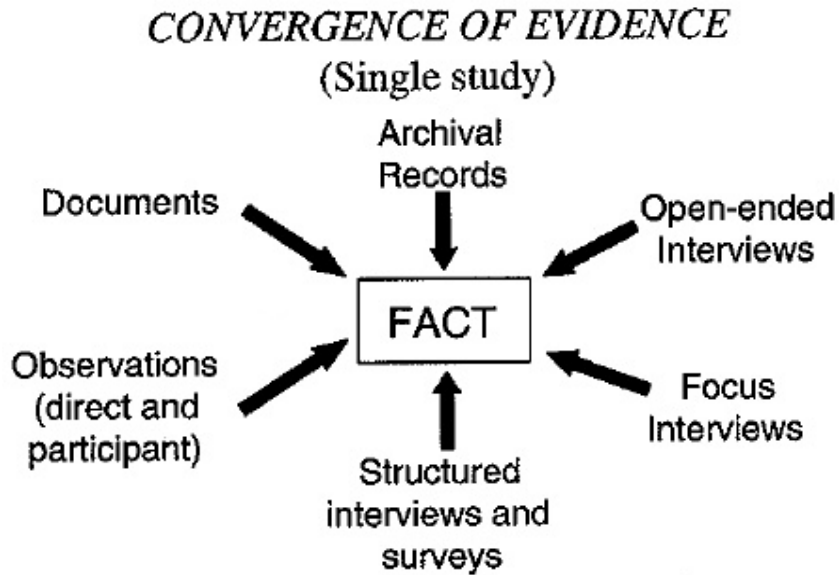 CONVERGENCE OF EVIDENCE
(Single study)
Archival
Records
Documents
Open-ended
Interviews
FACT
Observations
(direct and
participant)
Focus
Interviews
Structured
interviews and
surveys